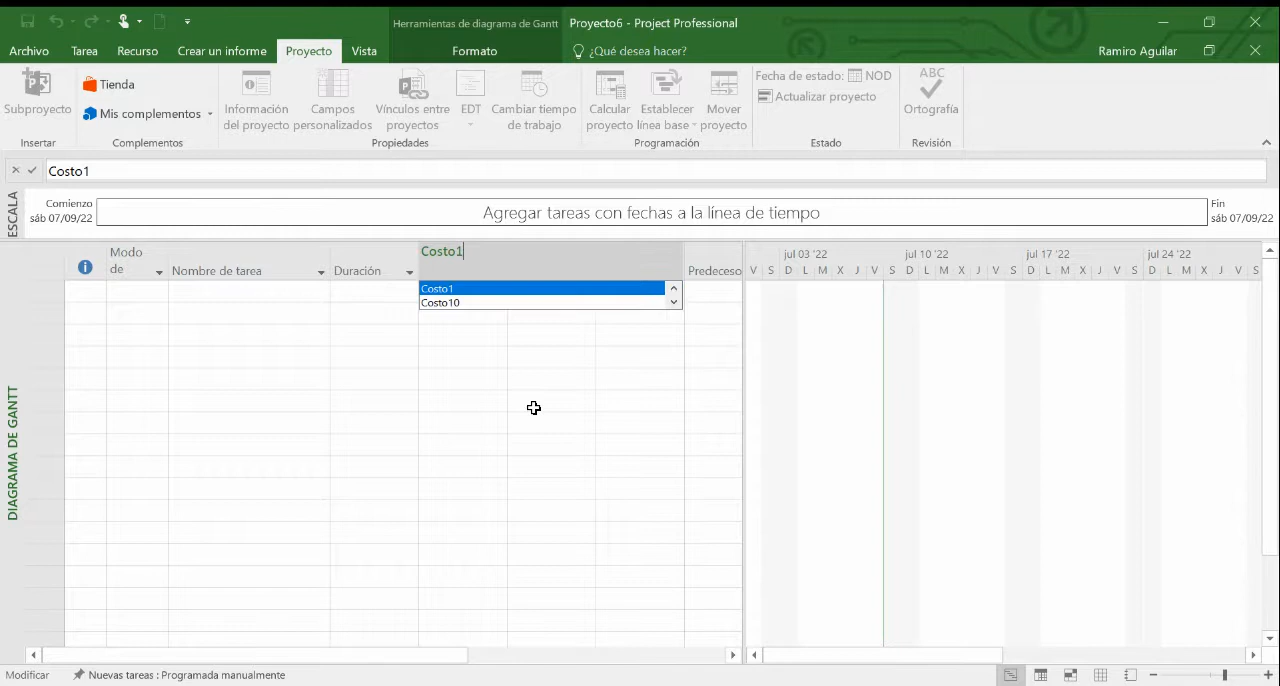 Herramientas de diagrama de Gantt
Proyecto6 - Project Professional
Archivo
Tarea
Recurso
Crear un informe
Proyecto
Vista
Formato
¿Qué desea hacer?
Ramiro Aguilar
Subproyecto
Tienda
Mis complementos
Información
del proyecto
Campos
personalizados
Vínculos entre
proyectos
EDT
Cambiar tiempo
de trabajo
Calcular
proyecto
Establecer
línea base
Mover
proyecto
Fecha de estado:
NOD
Actualizar proyecto
ABC
Ortografía
Insertar
Complementos
Propiedades
Programación
Estado
Revisión
Costo1
ESCALA
Comienzo
sáb 07/09/22
Agregar tareas con fechas a la línea de tiempo
Fin
sáb 07/09/22
Modo
de
Nombre de tarea
Duración
Costo1
Predeceso
Costo1
Costo10
jul 03 '22
jul 10 '22
jul 17 '22
jul 24 '22
V S D L M X J V S D L M X J V S D L M X J V S D L M X J V S
DIAGRAMA DE GANTT
Modificar
Nuevas tareas : Programada manualmente